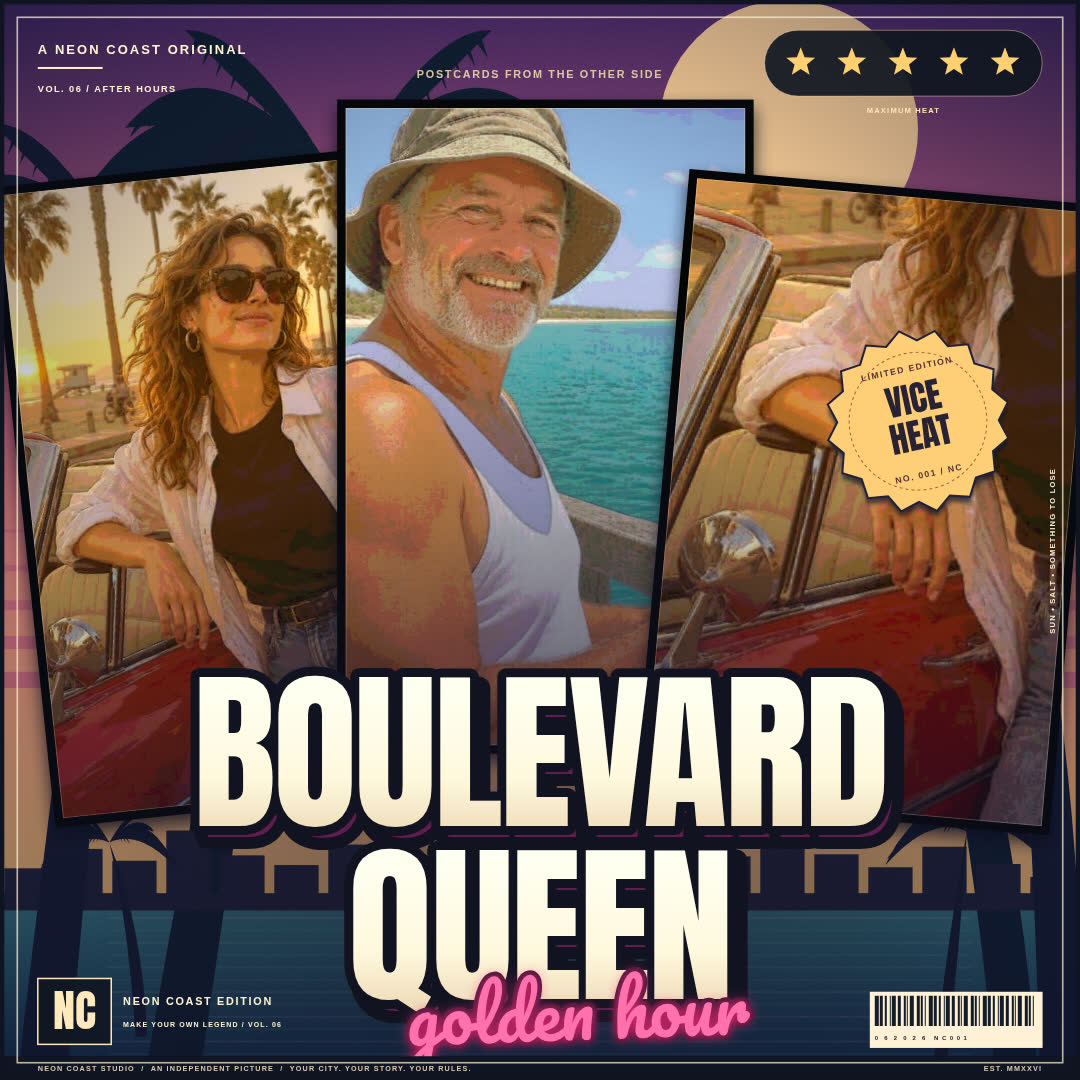 A NEON COAST ORIGINAL
VOL. 06 / AFTER HOURS
POSTCARDS FROM THE OTHER SIDE
MAXIMUM HEAT
LIMITED EDITION
VICE
HEAT
NO. 001 / NC
SUN • SALT • SOMETHING TO LOSE
BOULEVARD
QUEEN
golden hour
NC
NEON COAST EDITION
MAKE YOUR OWN LEGEND / VOL. 06
062026 NC001
NEON COAST STUDIO / AN INDEPENDENT PICTURE / YOUR CITY. YOUR STORY. YOUR RULES.
EST. MMXXVI